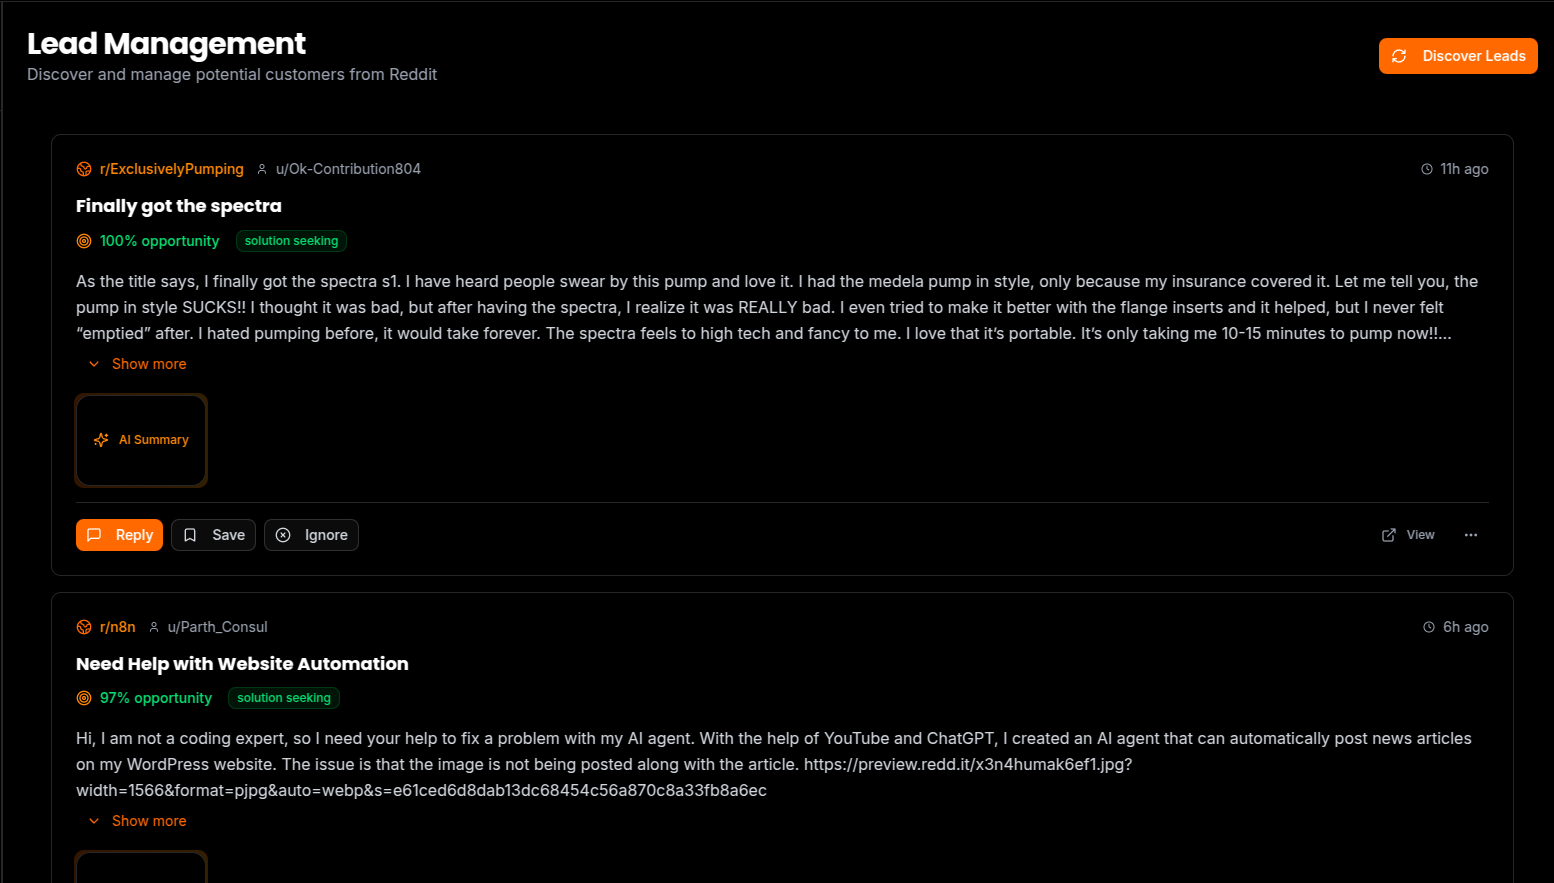 Lead Management
Discover and manage potential customers from Reddit
Discover Leads
r/ExclusivelyPumping u/Ok-Contribution804 11h ago
Finally got the spectra
100% opportunity solution seeking
As the title says, I finally got the spectra s1. I have heard people swear by this pump and love it. I had the medela pump in style, only because my insurance covered it. Let me tell you, the
pump in style SUCKS!! I thought it was bad, but after having the spectra, I realize it was REALLY bad. I even tried to make it better with the flange inserts and it helped, but I never felt
“emptied” after. I hated pumping before, it would take forever. The spectra feels to high tech and fancy to me. I love that it’s portable. It’s only taking me 10-15 minutes to pump now!!...
Show more
AI Summary
Reply Save Ignore View
r/n8n u/Parth_Consul 6h ago
Need Help with Website Automation
97% opportunity solution seeking
Hi, I am not a coding expert, so I need your help to fix a problem with my AI agent. With the help of YouTube and ChatGPT, I created an AI agent that can automatically post news articles
on my WordPress website. The issue is that the image is not being posted along with the article. https://preview.redd.it/x3n4humak6ef1.jpg?
width=1566&format=pjpg&auto=webp&s=e61ced6d8dab13dc68454c56a870c8a33fb8a6ec
Show more